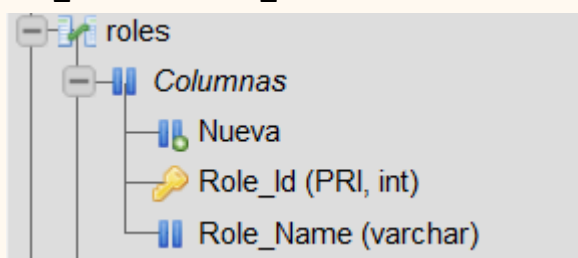 roles
Columnas
Nueva
Role_Id (PRI, int)
Role_Name (varchar)